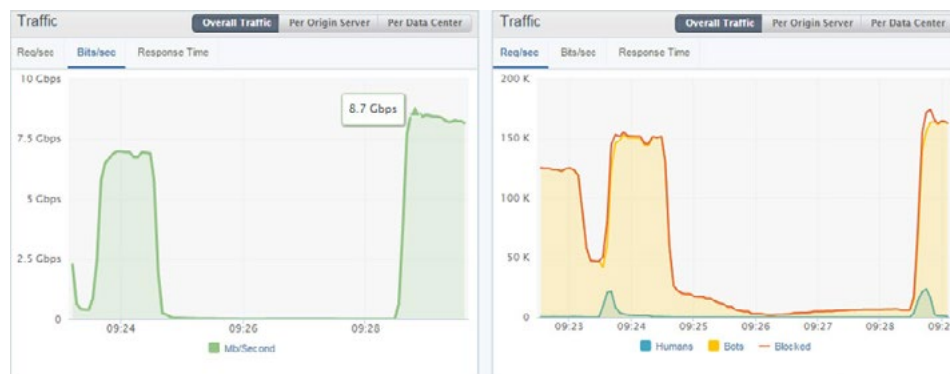 Traffic
Overall Traffic Per Origin Server Per Data Center
Req/sec Bits/sec Response Time
10 Gbps
8.7 Gbps
7.5 Gbps
5 Gbps
2.5 Gbps
0
09:24 09:26 09:28
Mb/Second
Traffic
Overall Traffic Per Origin Server Per Data Center
Req/sec Bits/sec Response Time
200 K
150 K
100 K
50 K
0
09:23 09:24 09:25 09:26 09:27 09:28 09:2
Humans Bots Blocked